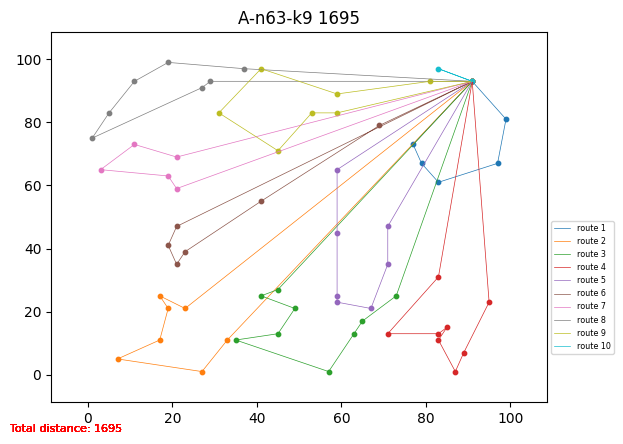 A-n63-k9 1695
100
80
60
40
20
0
0 20 40 60 80 100
route 1
route 2
route 3
route 4
route 5
route 6
route 7
route 8
route 9
route 10
Total distance: 1695